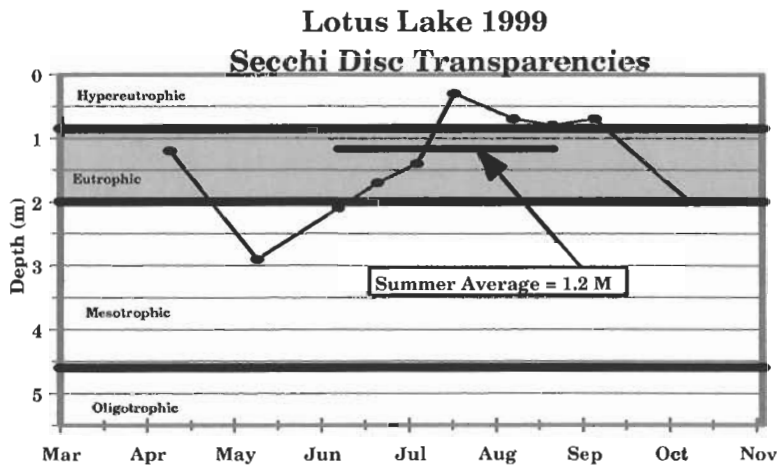 Lotus Lake 1999
Secchi Disc Transparencies
0
Hypereutrophic
1
Eutrophic
2
Depth (m)
3
Summer Average = 1.2 M
Mesotrophic
4
5
Oligotrophic
Mar Apr May Jun Jul Aug Sep Oct Nov